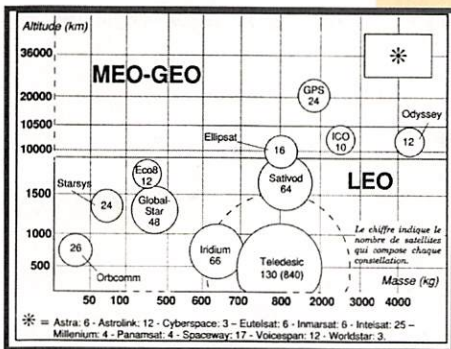 Altitude (km)
36000
MEO-GEO
✳
GPS
24
20000
Odyssey
10500
Ellipsat
ICO
10
12
10000
16
LEO
Eco8
12
Sativod
64
Starsys
1500
24
Global-
Star
48
Le chiffre indique le
nombre de satellites
qui compose chaque
constellation.
1000
26
Iridium
66
Teledesic
130 (840)
500
Orbcomm
Masse (kg)
50 100 500 600 700 800 2000 3000 4000
✳ = Astra: 6 - Astrolink: 12 - Cyberspace: 3 – Eutelsat: 6 - Inmarsat: 6 - Intelsat: 25 –
Millenium: 4 - Panamsat: 4 - Spaceway: 17 - Voicespan: 12 - Worldstar: 3.